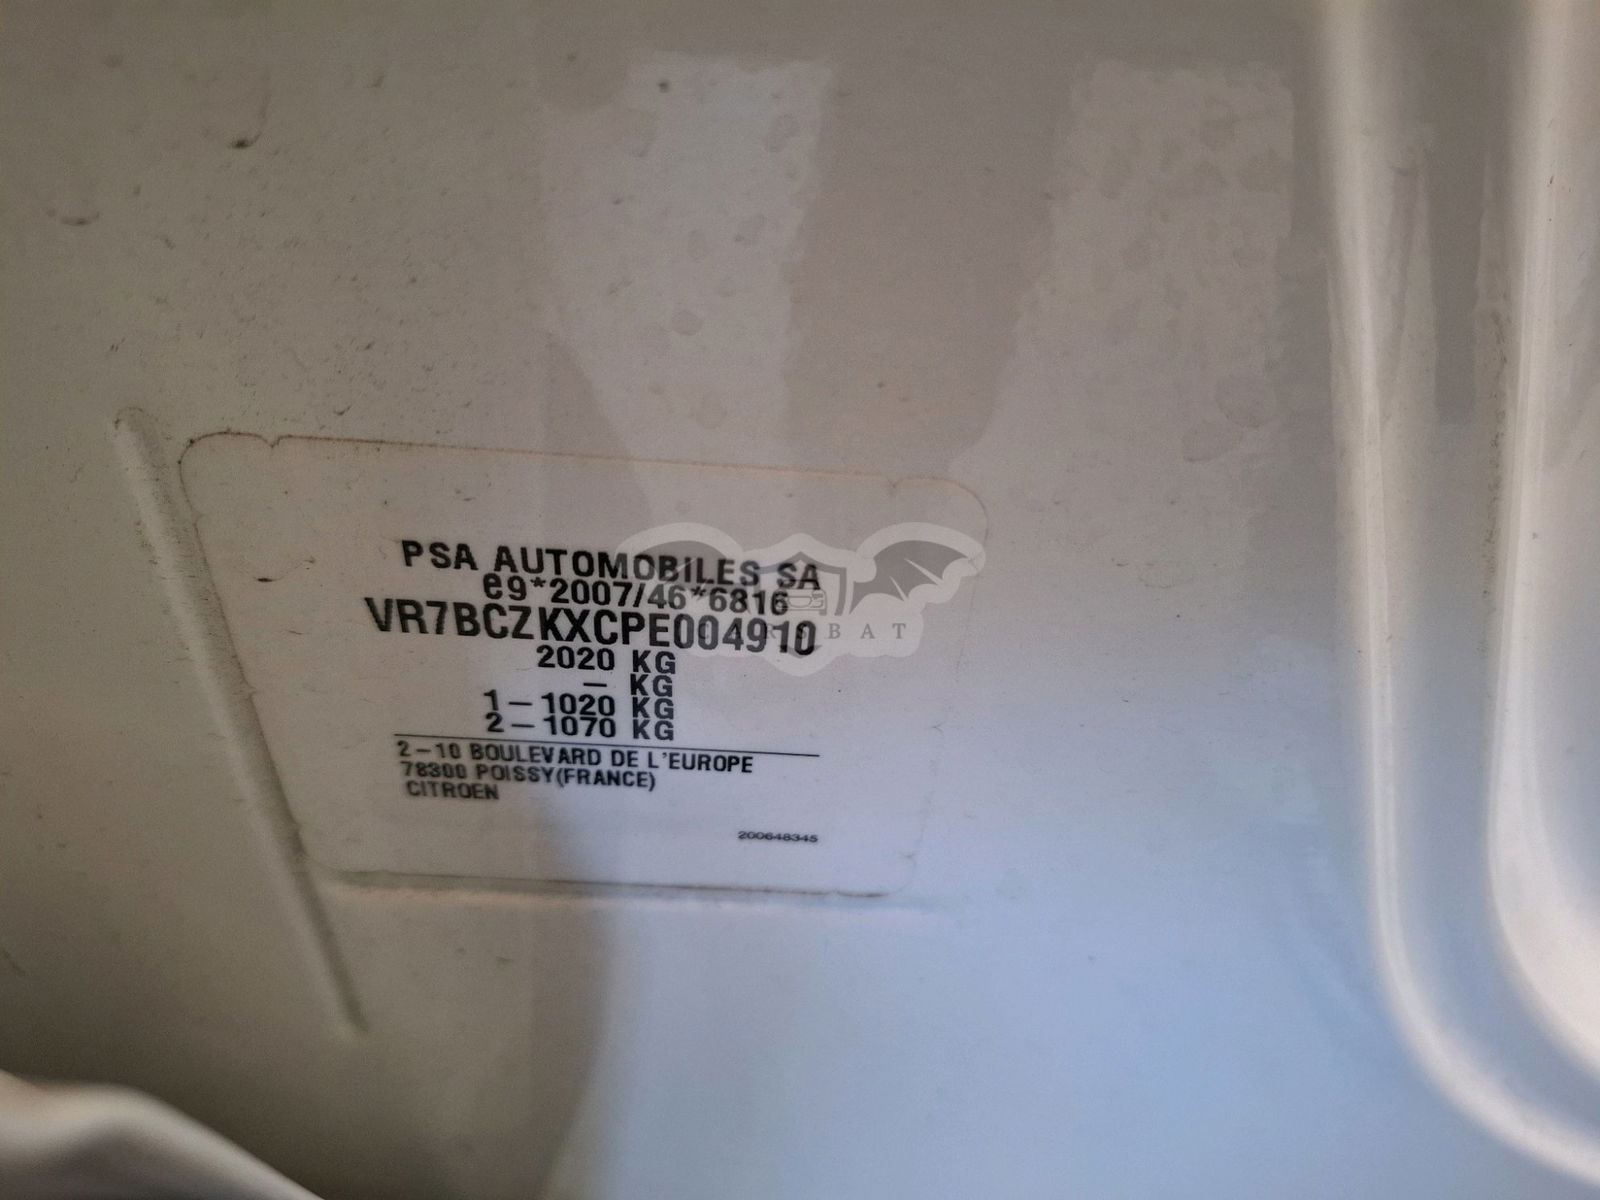 PSA AUTOMOBILES SA
e9*2007/46*6816
VR7BCZKXCPE004910
2020 KG
– KG
1 – 1020 KG
2 – 1070 KG
2 – 10 BOULEVARD DE L'EUROPE
78300 POISSY(FRANCE)
CITROEN
200648345
CARSBAT